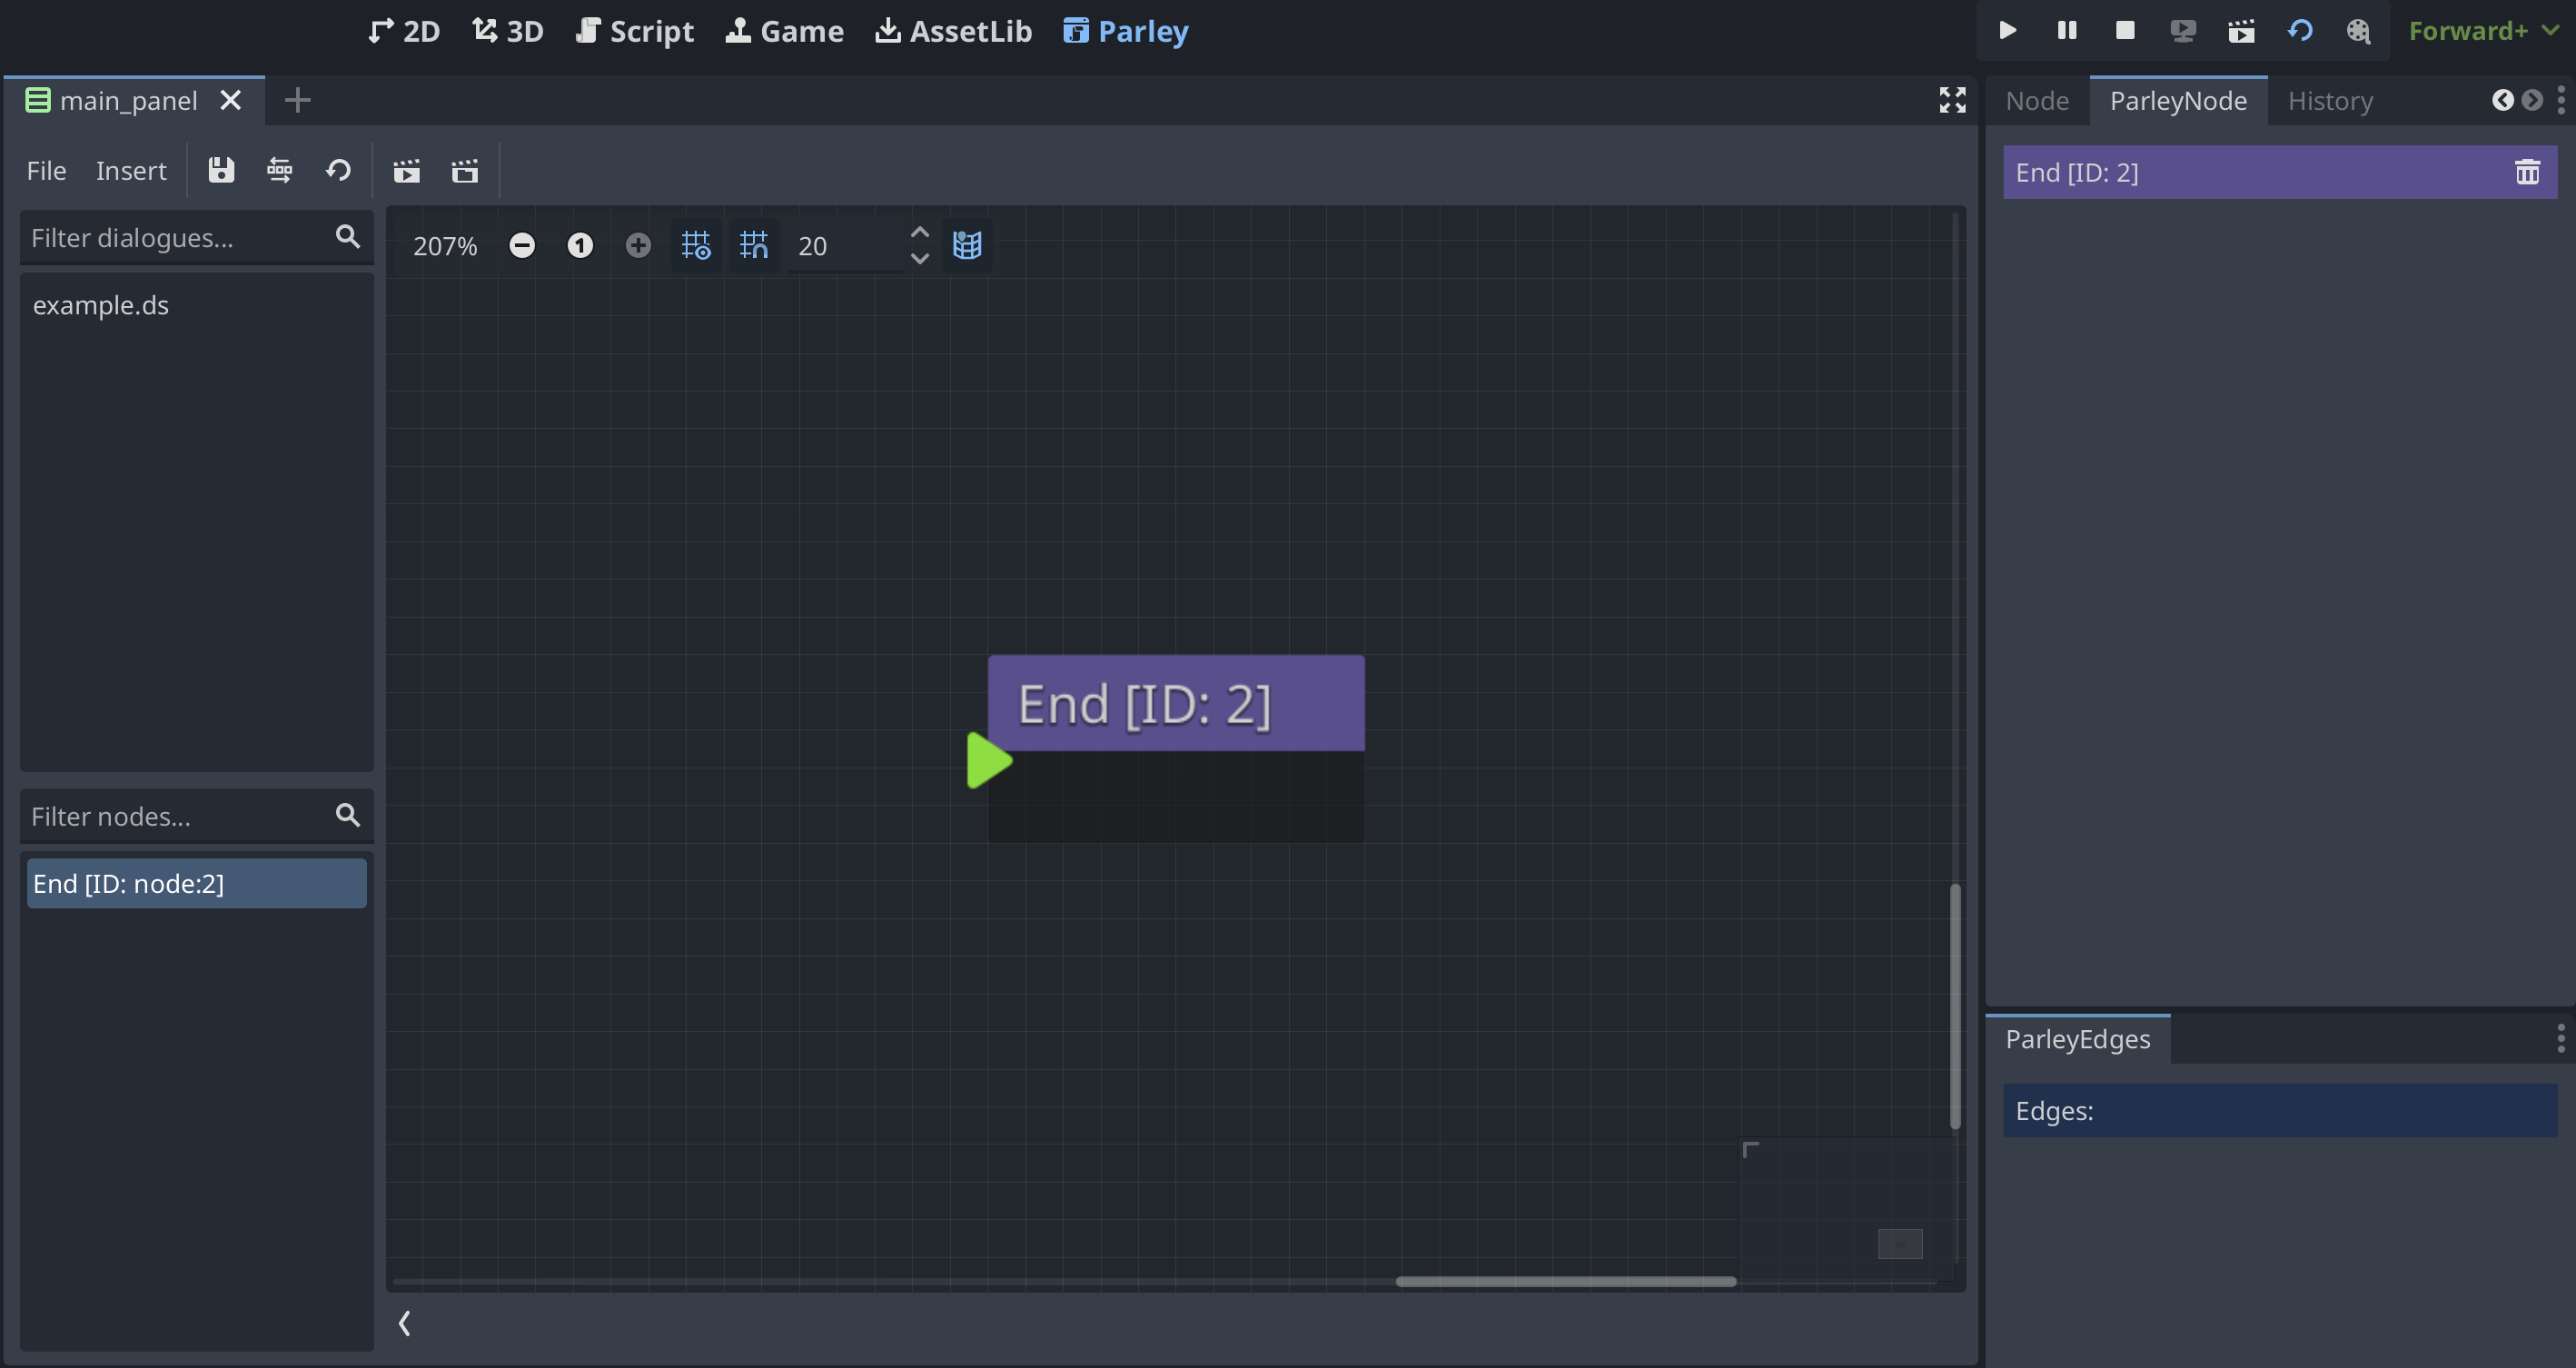 2D 3D Script Game AssetLib Parley Forward+
main_panel
Node ParleyNode History
File Insert
End [ID: 2]
Filter dialogues...
207% 1 20
example.ds
End [ID: 2]
Filter nodes...
End [ID: node:2]
ParleyEdges
Edges: